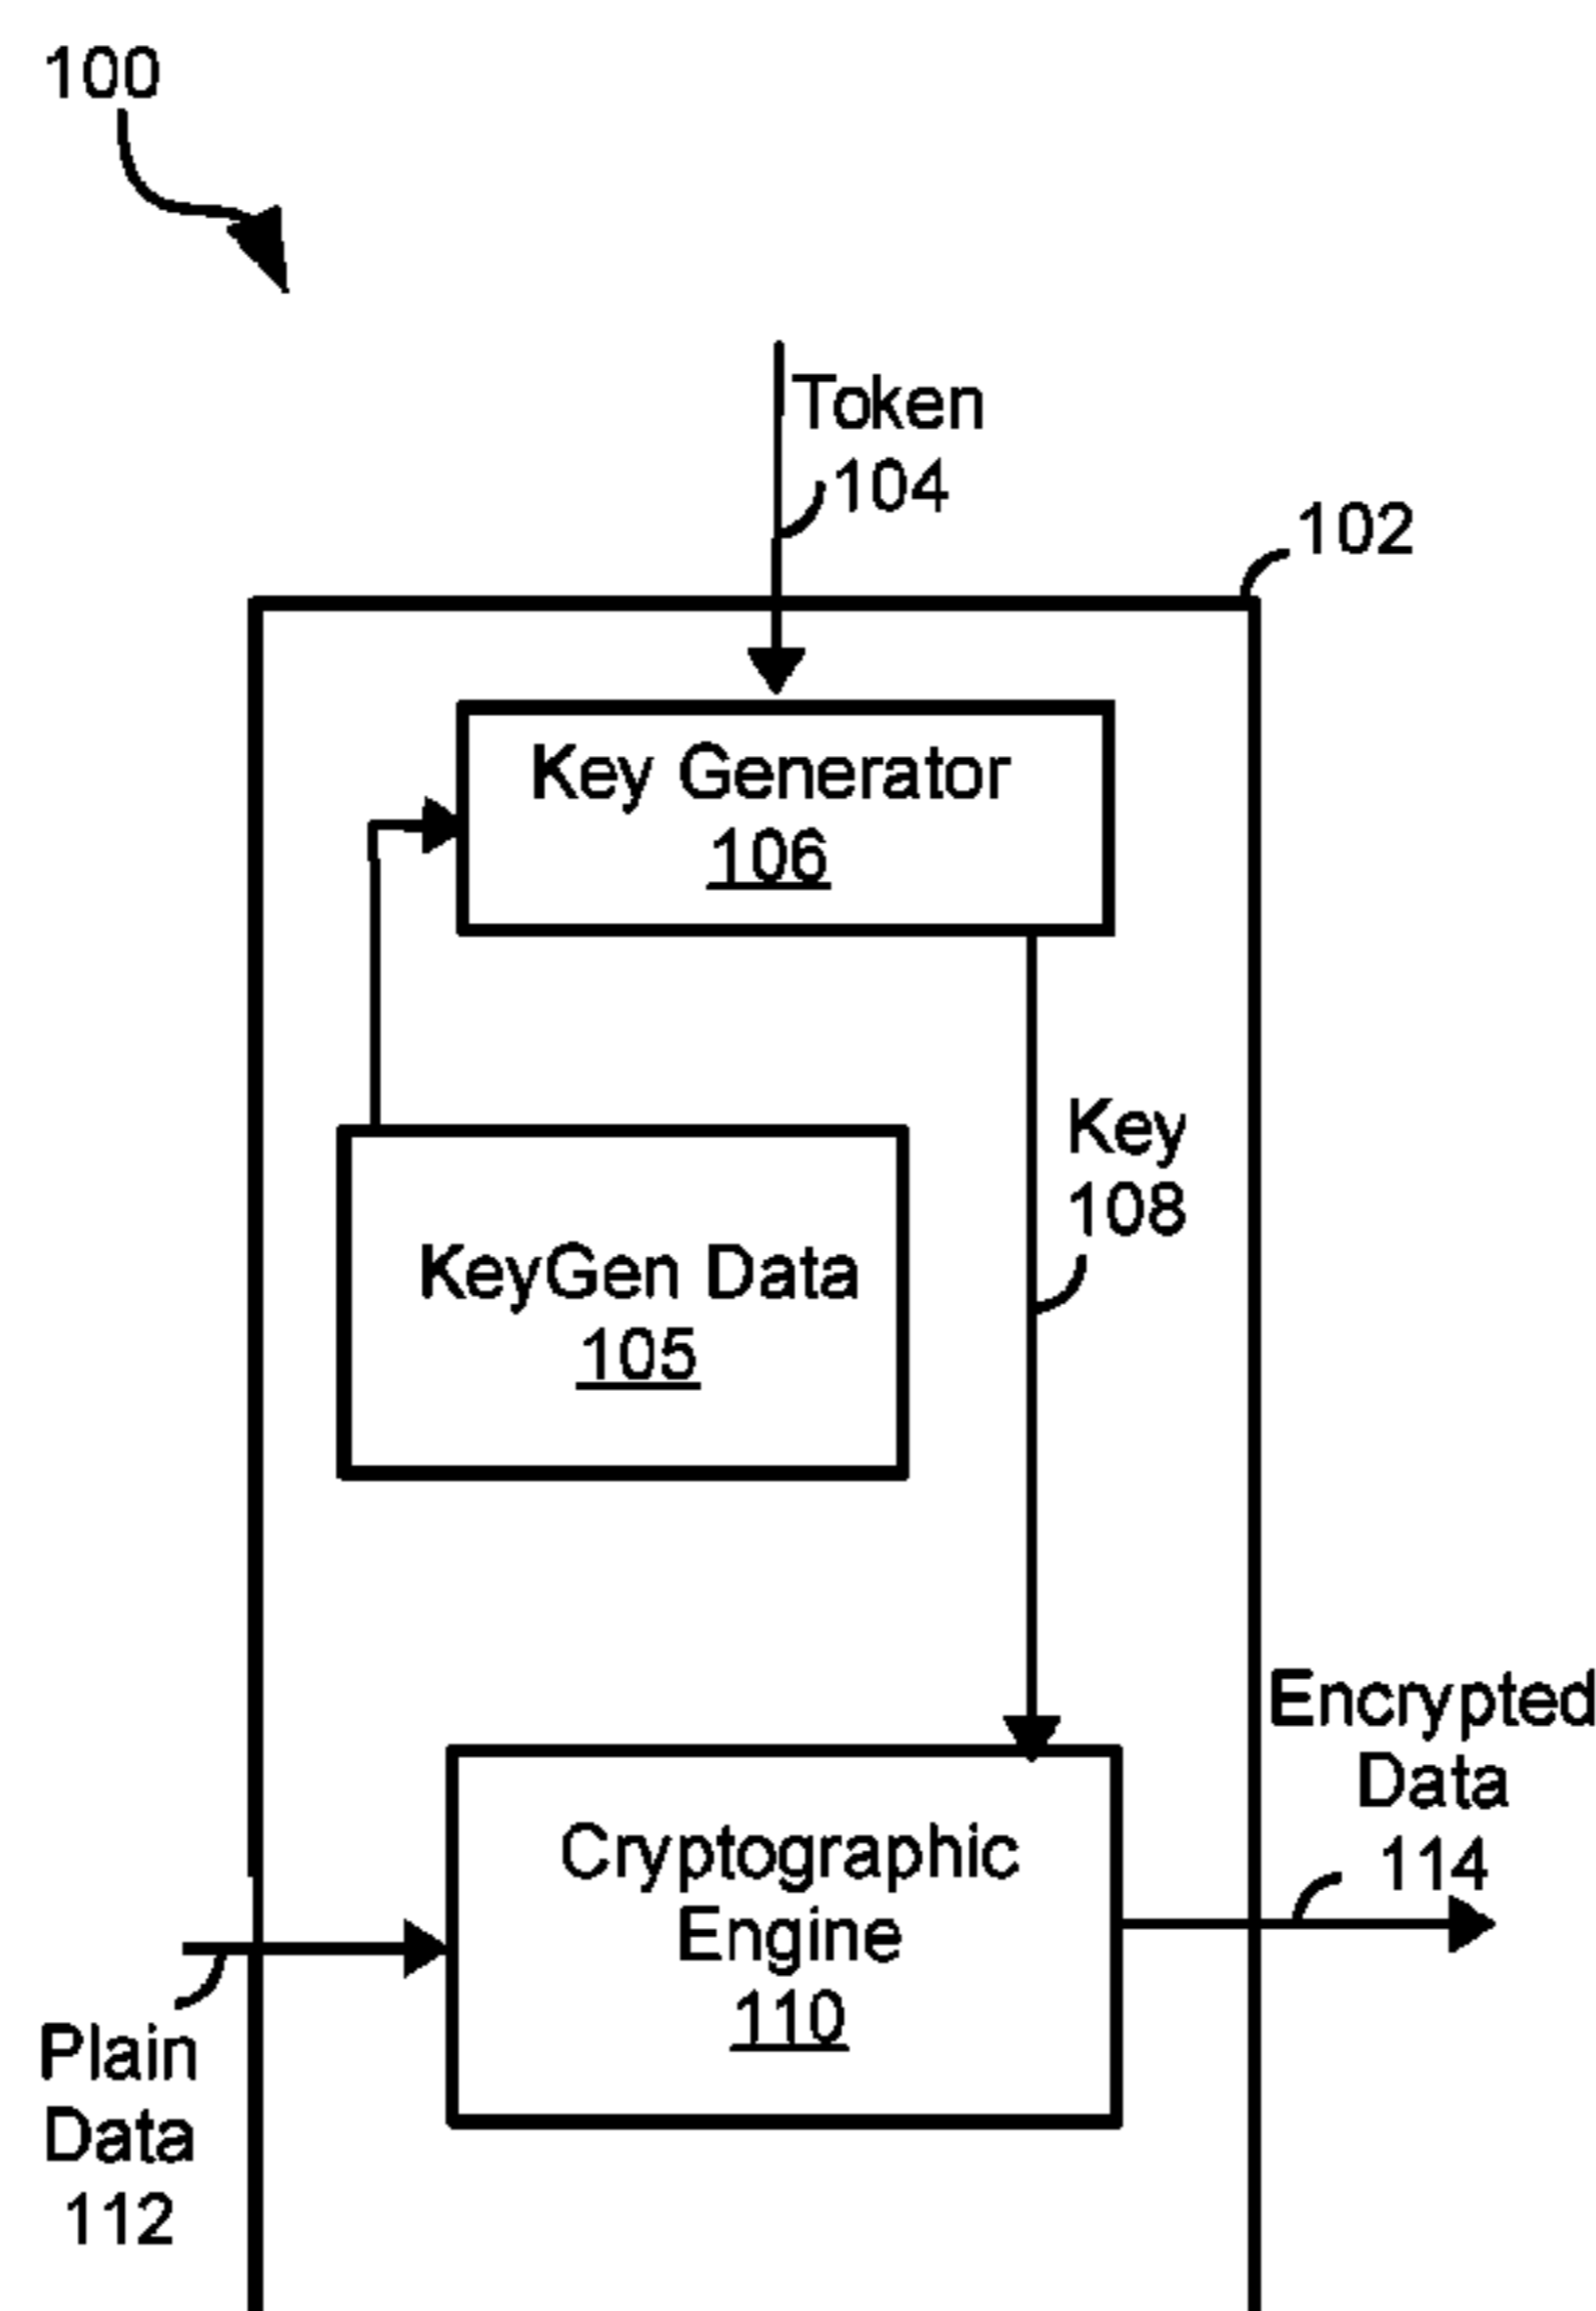 100
Token
104
102
Key Generator
106
Key
108
KeyGen Data
105
Encrypted
Data
114
Cryptographic
Engine
110
Plain
Data
112